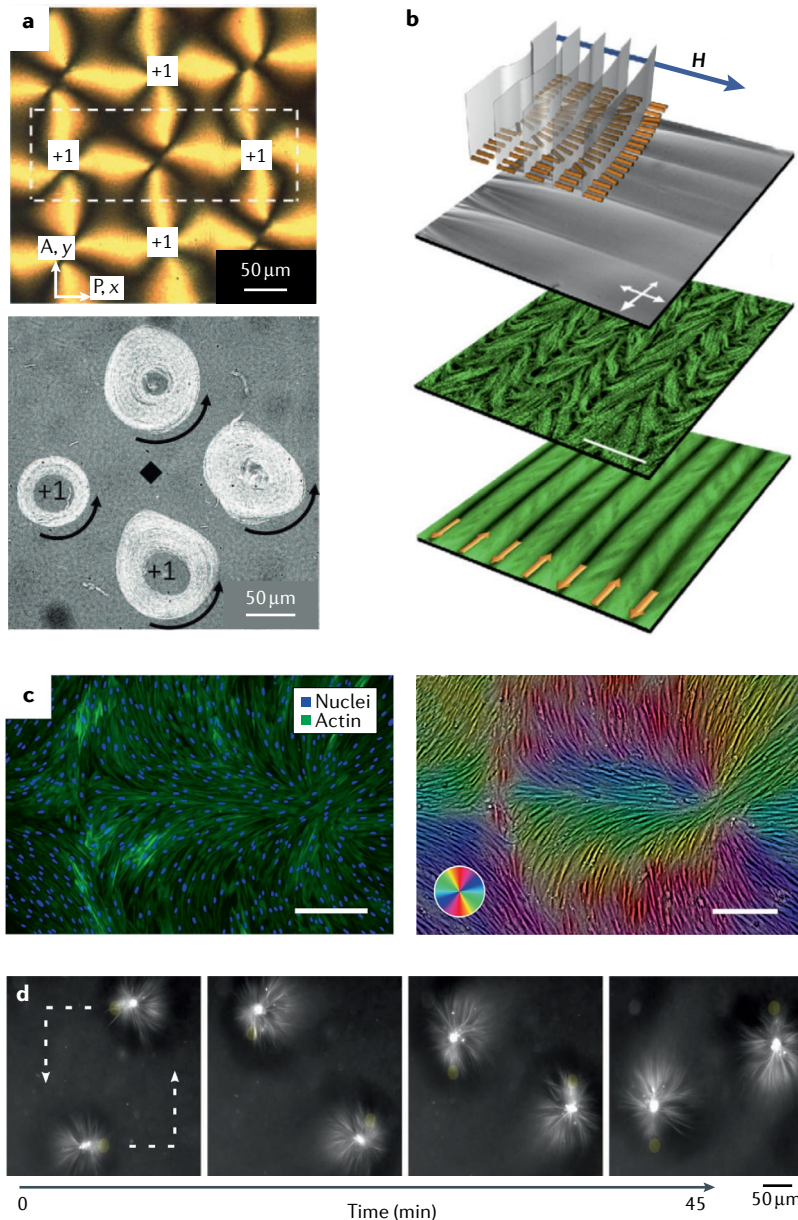 a
+1
+1
+1
+1
A, y
P, x
50 μm
+1
+1
50 μm
b
H
c
Nuclei
Actin
d
0
45
Time (min)
50 μm